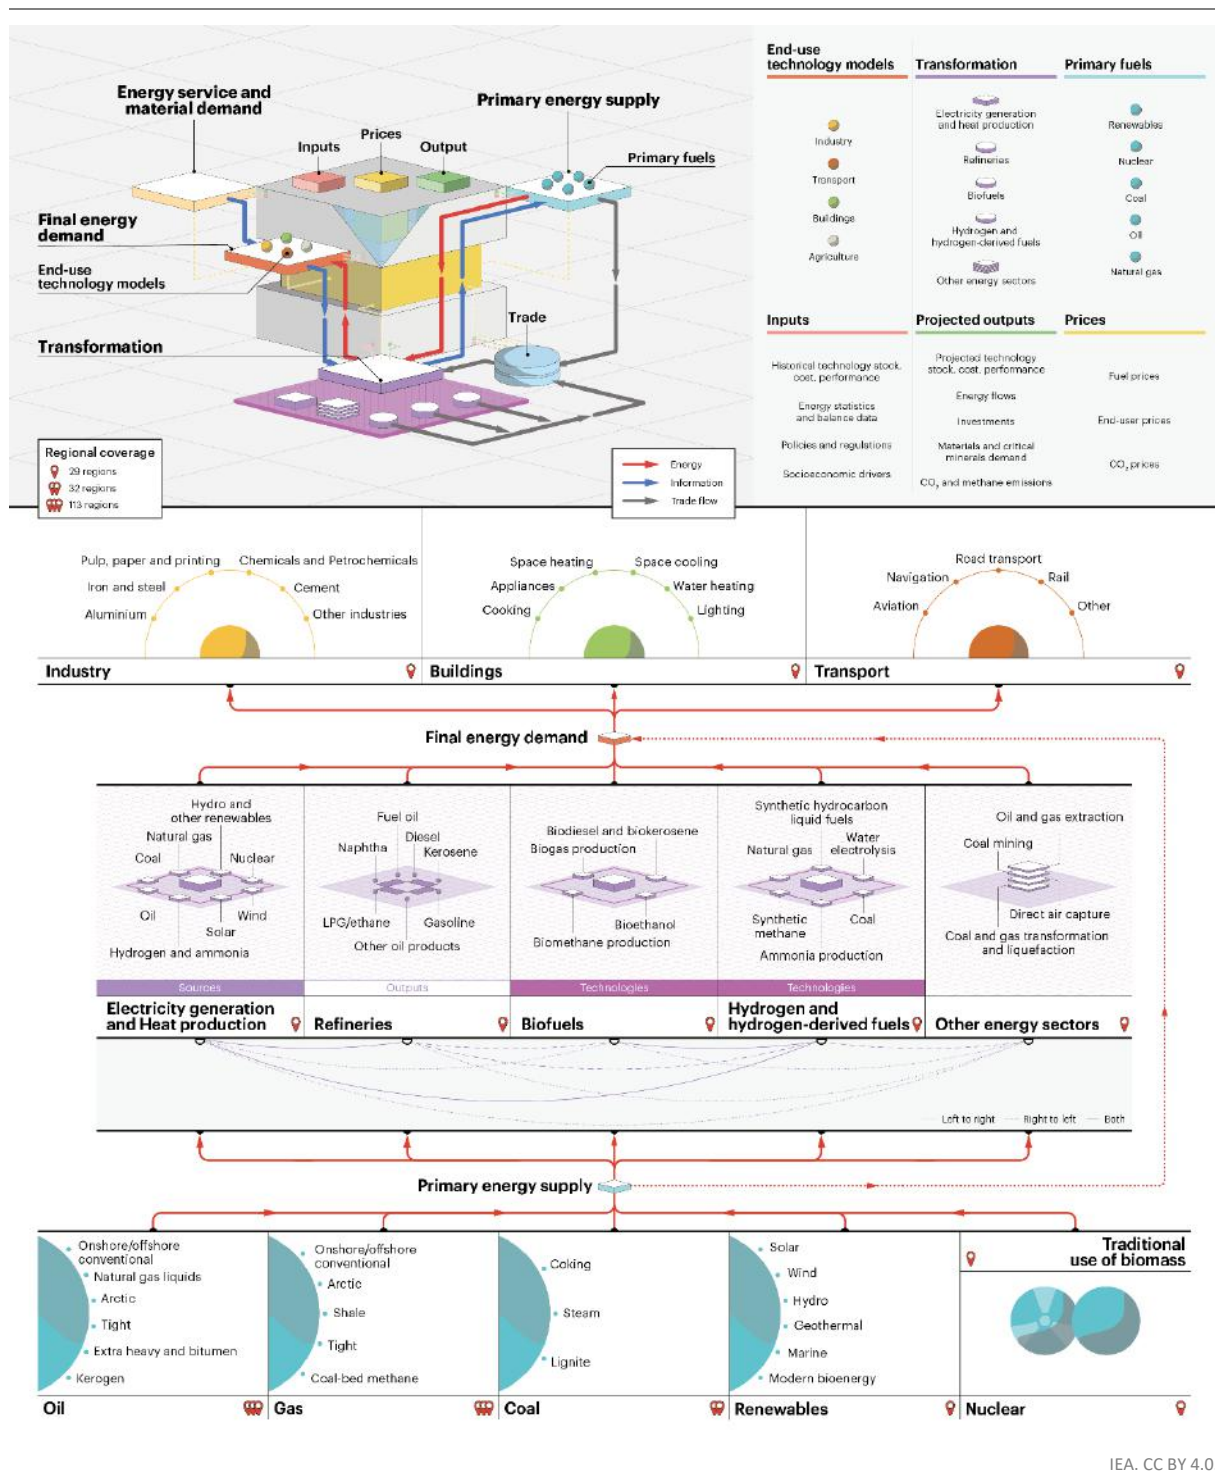 Energy service and
material demand
Primary energy supply
Inputs
Prices
Output
Primary fuels
Final energy
demand
End-use
technology models
Transformation
Trade
Regional coverage
29 regions
32 regions
113 regions
Energy
Information
Trade flow
End-use
technology models
Industry
Transport
Buildings
Agriculture
Transformation
Electricity generation
and heat production
Refineries
Biofuels
Hydrogen and
hydrogen-derived fuels
Other energy sectors
Primary fuels
Renewables
Nuclear
Coal
Oil
Natural gas
Inputs
Historical technology stock,
cost, performance
Energy statistics
and balance data
Policies and regulations
Socioeconomic drivers
Projected outputs
Projected technology
stock, cost, performance
Energy flows
Investments
Materials and critical
minerals demand
CO₂ and methane emissions
Prices
Fuel prices
End-user prices
CO₂ prices
Pulp, paper and printing
Chemicals and Petrochemicals
Iron and steel
Cement
Aluminium
Other industries
Industry
Space heating
Space cooling
Appliances
Water heating
Cooking
Lighting
Buildings
Road transport
Navigation
Rail
Aviation
Other
Transport
Final energy demand
Hydro and
other renewables
Natural gas
Coal
Nuclear
Oil
Wind
Solar
Hydrogen and ammonia
Sources
Electricity generation
and Heat production
Fuel oil
Diesel
Naphtha
Kerosene
LPG/ethane
Gasoline
Other oil products
Outputs
Refineries
Biodiesel and biokerosene
Biogas production
Bioethanol
Biomethane production
Technologies
Biofuels
Synthetic hydrocarbon
liquid fuels
Natural gas
Water
electrolysis
Synthetic
methane
Coal
Ammonia production
Technologies
Hydrogen and
hydrogen-derived fuels
Oil and gas extraction
Coal mining
Direct air capture
Coal and gas transformation
and liquefaction
Other energy sectors
Left to right
Right to left
Both
Primary energy supply
Onshore/offshore
conventional
Natural gas liquids
Arctic
Tight
Extra heavy and bitumen
Kerogen
Oil
Onshore/offshore
conventional
Arctic
Shale
Tight
Coal-bed methane
Gas
Coking
Steam
Lignite
Coal
Solar
Wind
Hydro
Geothermal
Marine
Modern bioenergy
Renewables
Traditional
use of biomass
Nuclear
IEA. CC BY 4.0